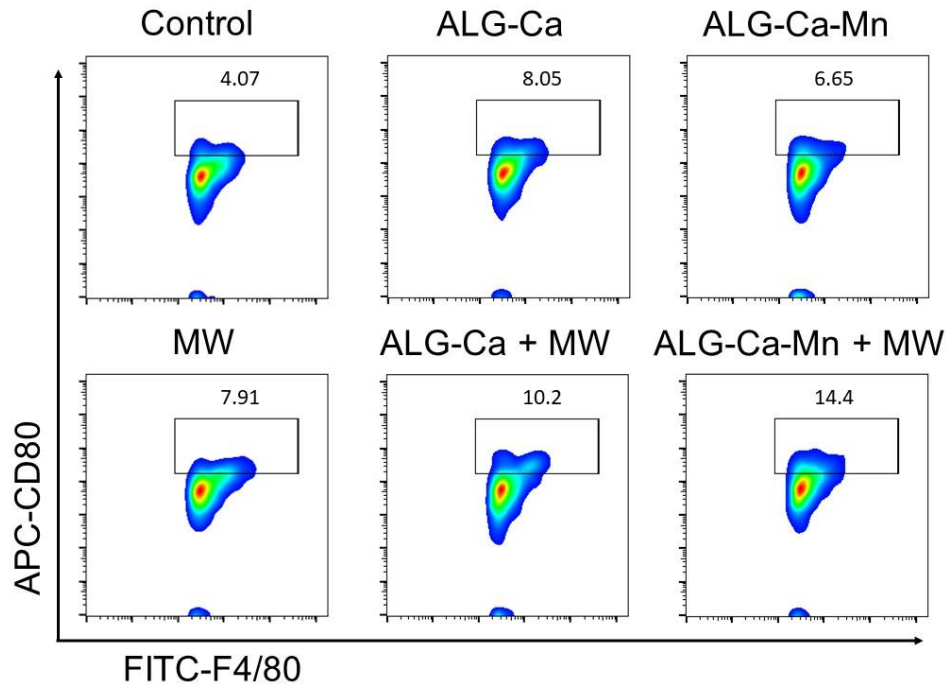 Control
ALG-Ca
ALG-Ca-Mn
4.07
8.05
6.65
MW
ALG-Ca + MW
ALG-Ca-Mn + MW
7.91
10.2
14.4
APC-CD80
FITC-F4/80